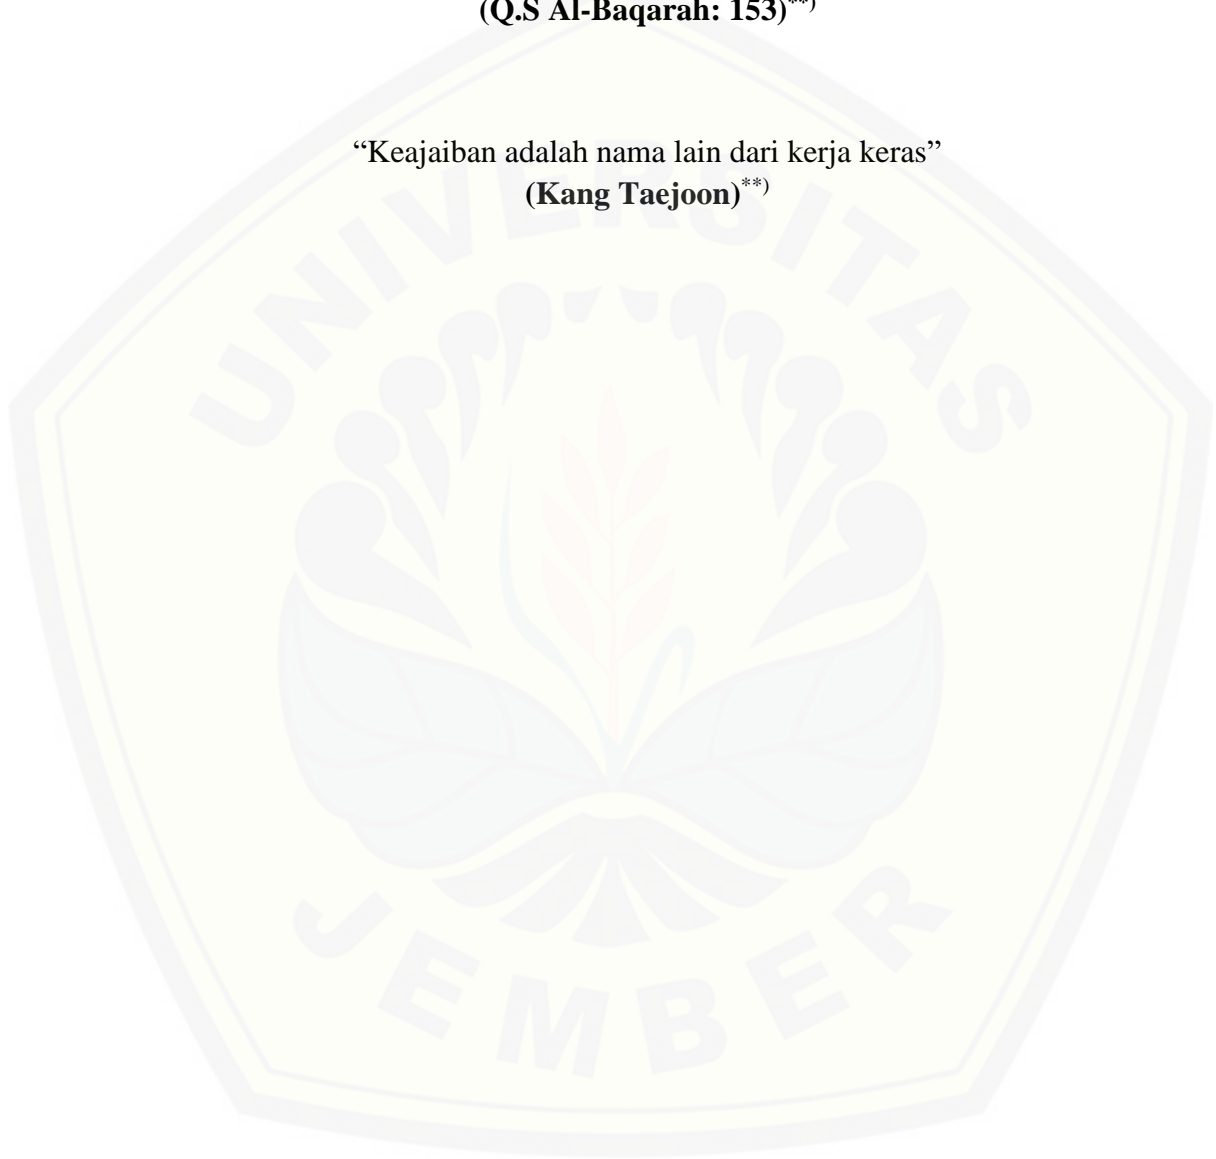 (Q.S Al-Baqarah: 153)**)
“Keajaiban adalah nama lain dari kerja keras”
(Kang Taejoon)**)
UNIVERSITAS
JEMBER